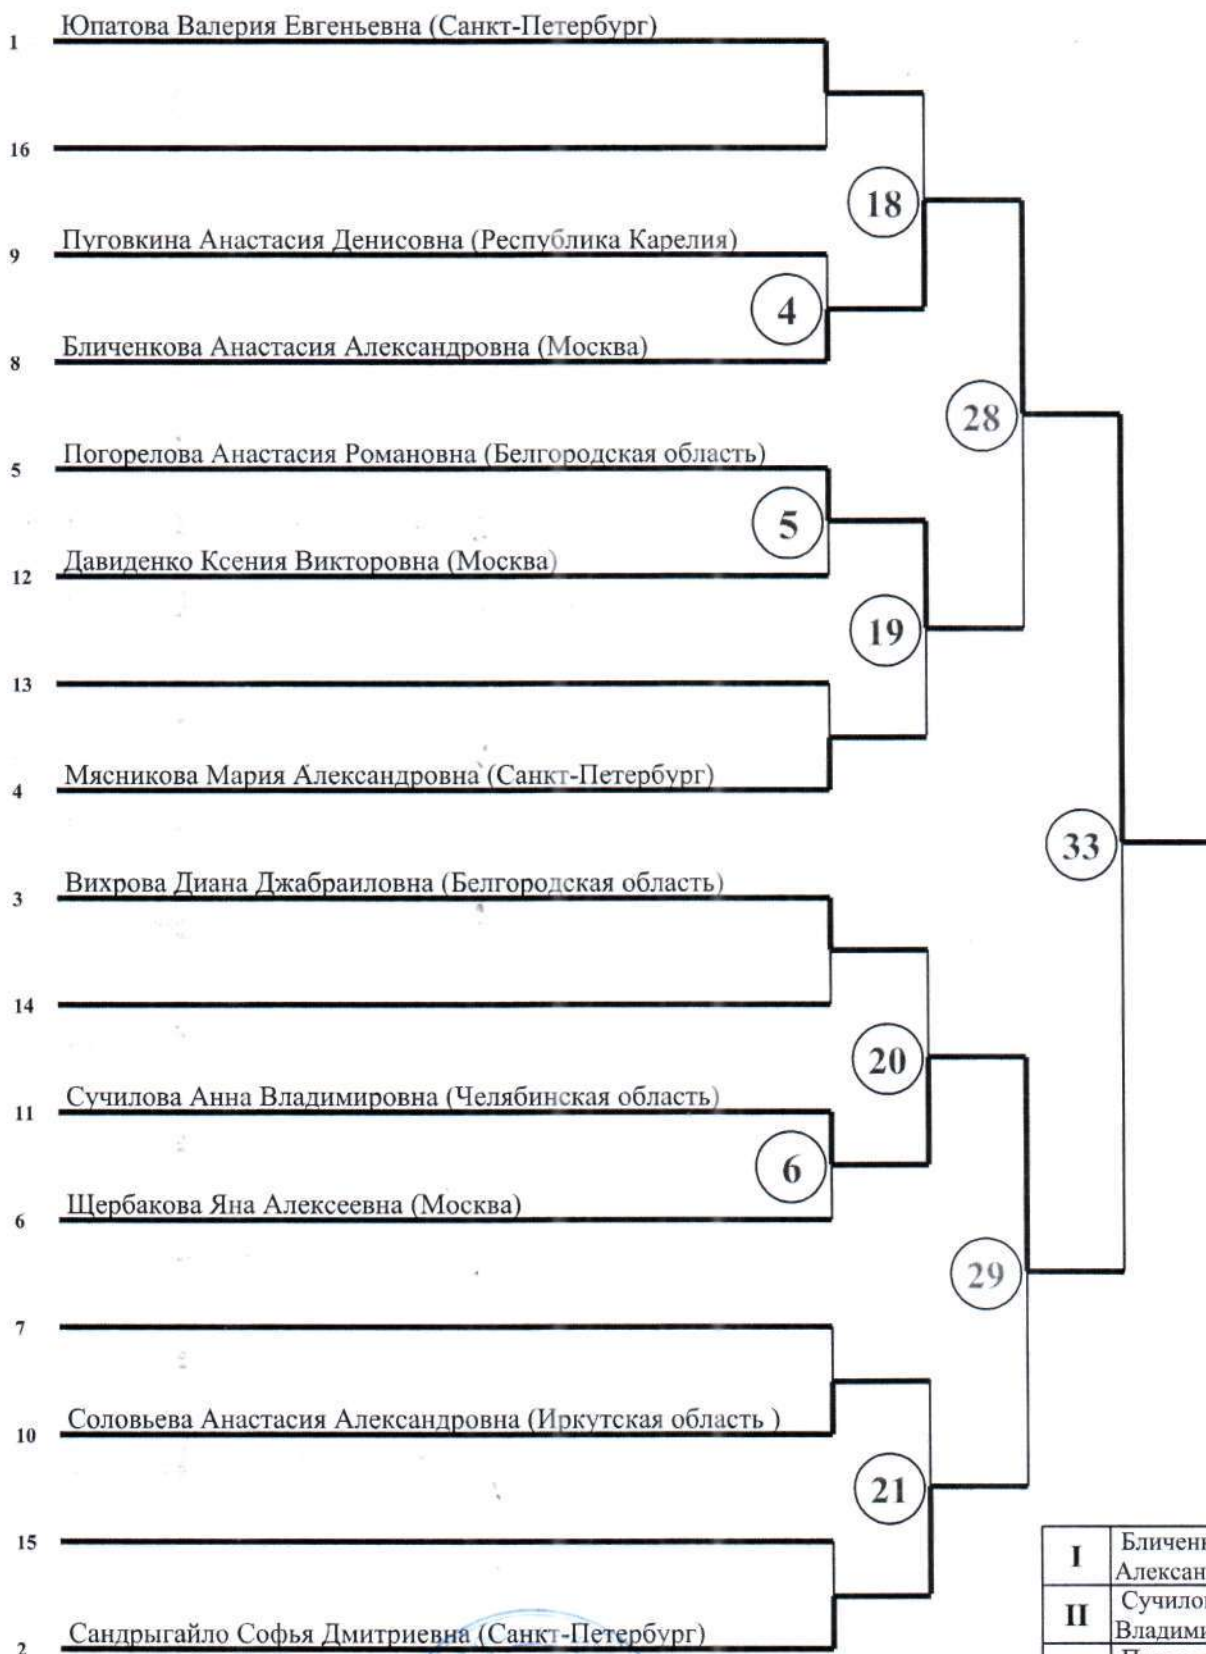 1 Юпатова Валерия Евгеньевна (Санкт-Петербург)
16
18
9 Пуговкина Анастасия Денисовна (Республика Карелия)
4
8 Бличенкова Анастасия Александровна (Москва)
28
5 Погорелова Анастасия Романовна (Белгородская область)
5
12 Давиденко Ксения Викторовна (Москва)
19
13
4 Мясникова Мария Александровна (Санкт-Петербург)
33
3 Вихрова Диана Джабраиловна (Белгородская область)
14
20
11 Сучилова Анна Владимировна (Челябинская область)
6
6 Щербакова Яна Алексеевна (Москва)
29
7
10 Соловьева Анастасия Александровна (Иркутская область )
21
15
2 Сандрыгайло Софья Дмитриевна (Санкт-Петербург)
I
II